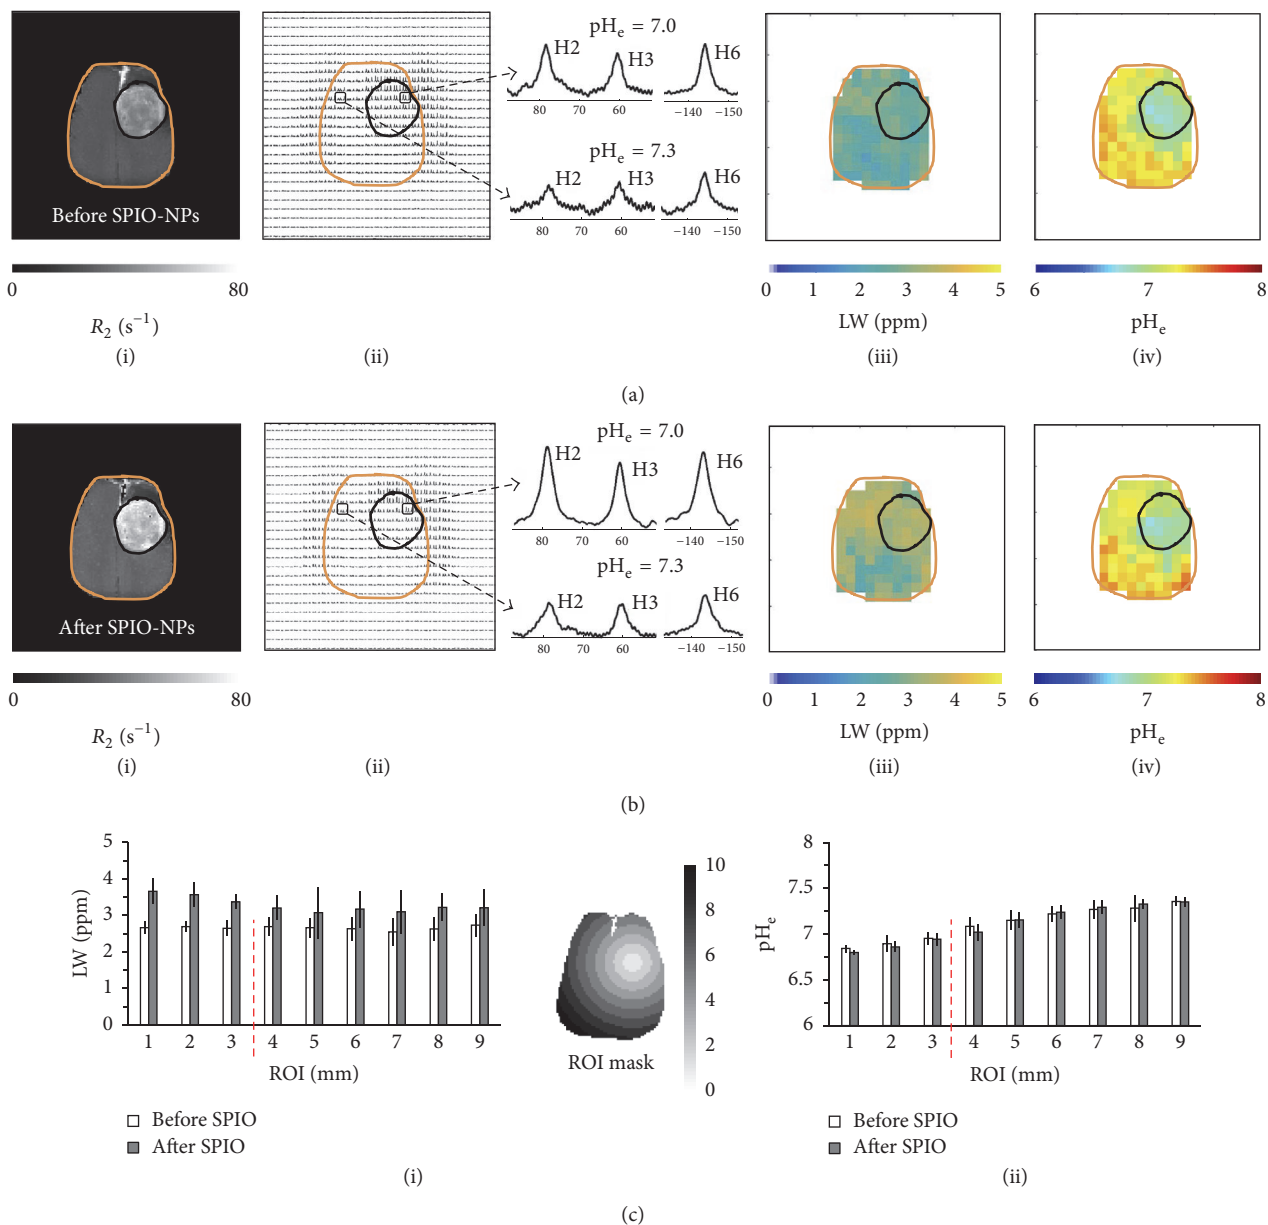 Before SPIO-NPs
0 80
R₂ (s⁻¹)
(i)
(ii)
pHₑ = 7.0
H2 H3 H6
80 60 −140 −150
pHₑ = 7.3
H2 H3 H6
80 70 60 −140 −150
0 1 2 3 4 5
LW (ppm)
(iii)
6 7 8
pHₑ
(iv)
(a)
After SPIO-NPs
0 80
R₂ (s⁻¹)
(i)
(ii)
pHₑ = 7.0
H2 H3 H6
80 60 −140 −150
pHₑ = 7.3
H2 H3 H6
80 60 −140 −150
0 1 2 3 4 5
LW (ppm)
(iii)
6 7 8
pHₑ
(iv)
(b)
5
4
3
2
1
0
LW (ppm)
1 2 3 4 5 6 7 8 9
ROI (mm)
Before SPIO
After SPIO
(i)
ROI mask
10
8
6
4
2
0
8
7.5
7
6.5
6
pHₑ
1 2 3 4 5 6 7 8 9
ROI (mm)
Before SPIO
After SPIO
(ii)
(c)